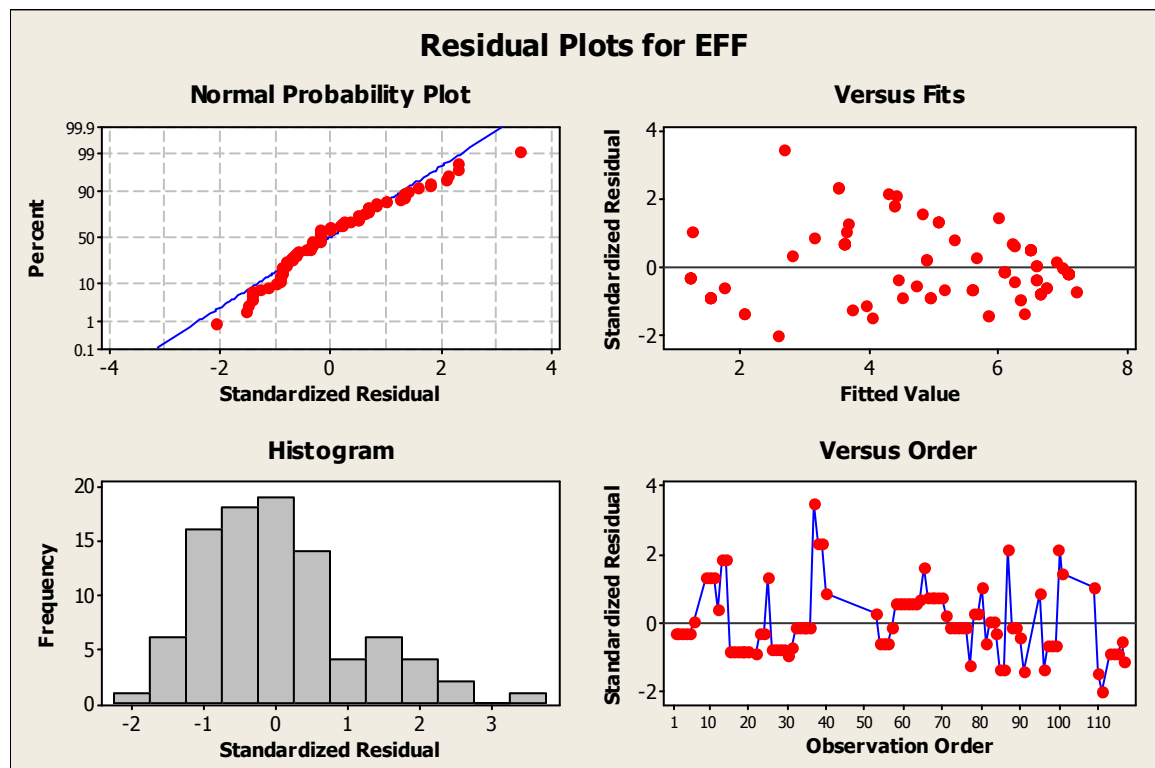 Residual Plots for EFF
Normal Probability Plot
99.9
99
90
50
10
1
0.1
Percent
-4 -2 0 2 4
Standardized Residual
Versus Fits
4
2
0
-2
Standardized Residual
2 4 6 8
Fitted Value
Histogram
20
15
10
5
0
Frequency
-2 -1 0 1 2 3
Standardized Residual
Versus Order
4
2
0
-2
Standardized Residual
1 10 20 30 40 50 60 70 80 90 100 110
Observation Order